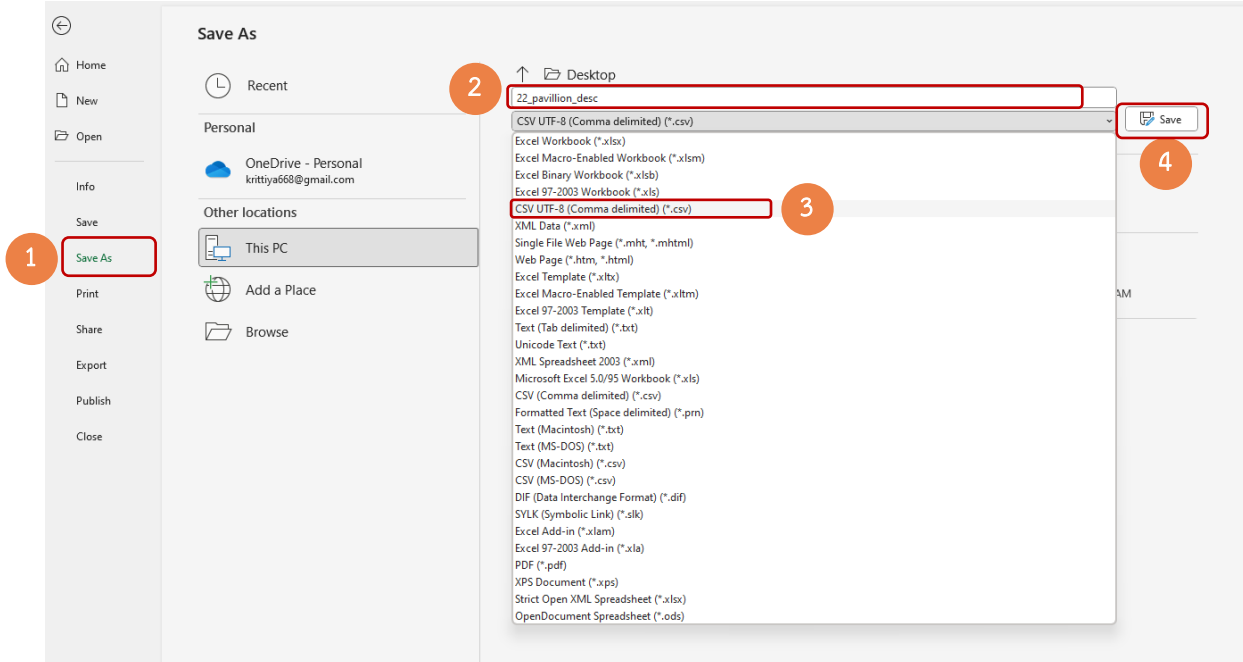 Save As
Home
New
Open
Info
Save
1
Save As
Print
Share
Export
Publish
Close
Recent
Personal
OneDrive - Personal
krittiya668@gmail.com
Other locations
This PC
Add a Place
Browse
Desktop
2
22_pavillion_desc
CSV UTF-8 (Comma delimited) (*.csv)
Save
4
Excel Workbook (*.xlsx)
Excel Macro-Enabled Workbook (*.xlsm)
Excel Binary Workbook (*.xlsb)
Excel 97-2003 Workbook (*.xls)
CSV UTF-8 (Comma delimited) (*.csv)
3
XML Data (*.xml)
Single File Web Page (*.mht, *.mhtml)
Web Page (*.htm, *.html)
Excel Template (*.xltx)
Excel Macro-Enabled Template (*.xltm)
Excel 97-2003 Template (*.xlt)
Text (Tab delimited) (*.txt)
Unicode Text (*.txt)
XML Spreadsheet 2003 (*.xml)
Microsoft Excel 5.0/95 Workbook (*.xls)
CSV (Comma delimited) (*.csv)
Formatted Text (Space delimited) (*.prn)
Text (Macintosh) (*.txt)
Text (MS-DOS) (*.txt)
CSV (Macintosh) (*.csv)
CSV (MS-DOS) (*.csv)
DIF (Data Interchange Format) (*.dif)
SYLK (Symbolic Link) (*.slk)
Excel Add-in (*.xlam)
Excel 97-2003 Add-in (*.xla)
PDF (*.pdf)
XPS Document (*.xps)
Strict Open XML Spreadsheet (*.xlsx)
OpenDocument Spreadsheet (*.ods)
AM